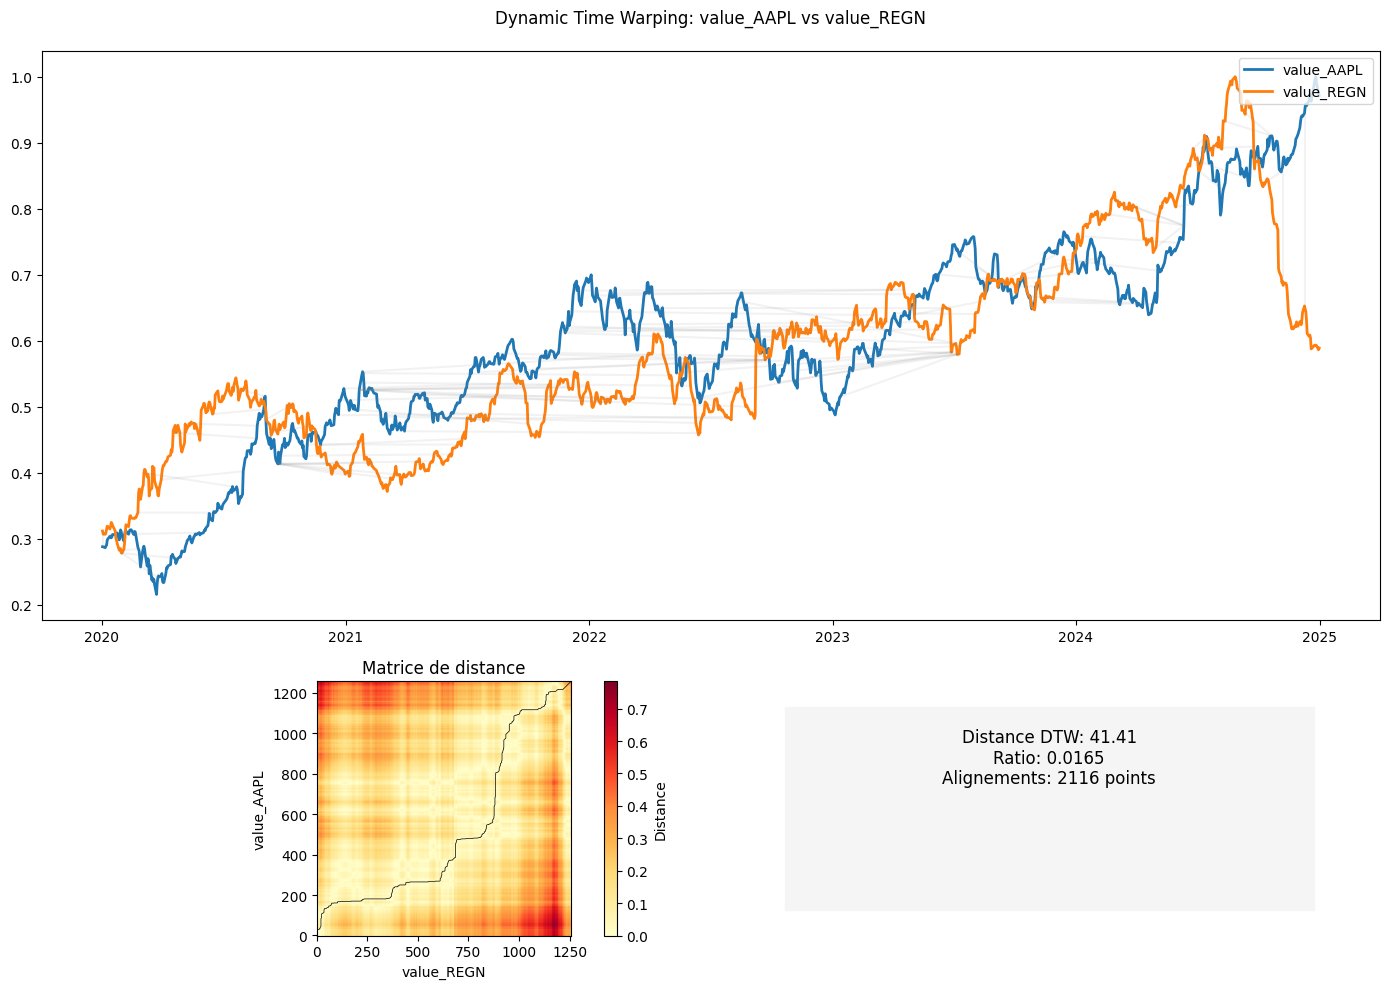 Dynamic Time Warping: value_AAPL vs value_REGN
value_AAPL
value_REGN
1.0
0.9
0.8
0.7
0.6
0.5
0.4
0.3
0.2
2020 2021 2022 2023 2024 2025
Matrice de distance
1200
1000
800
600
400
200
0
value_AAPL
0 250 500 750 1000 1250
value_REGN
0.7
0.6
0.5
0.4
0.3
0.2
0.1
0.0
Distance
Distance DTW: 41.41
Ratio: 0.0165
Alignements: 2116 points